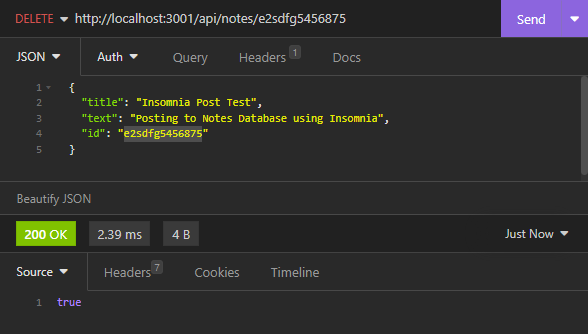 DELETE http://localhost:3001/api/notes/e2sdfg5456875 Send
JSON Auth Query Headers 1 Docs
1 {
2 "title": "Insomnia Post Test",
3 "text": "Posting to Notes Database using Insomnia",
4 "id": "e2sdfg5456875"
5 }
Beautify JSON
200 OK 2.39 ms 4 B Just Now
Source Headers 7 Cookies Timeline
1 true